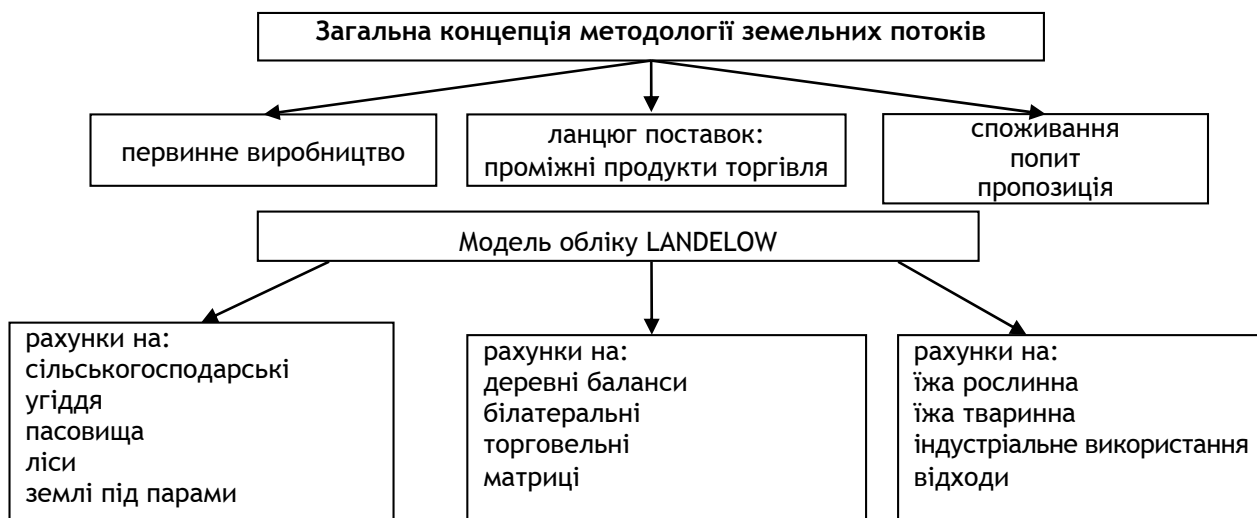 Загальна концепція методології земельних потоків
первинне виробництво
ланцюг поставок:
проміжні продукти торгівля
споживання
попит
пропозиція
Модель обліку LANDELOW
рахунки на:
сільськогосподарські
угіддя
пасовища
ліси
землі під парами
рахунки на:
деревні баланси
білатеральні
торговельні
матриці
рахунки на:
їжа рослинна
їжа тваринна
індустріальне використання
відходи